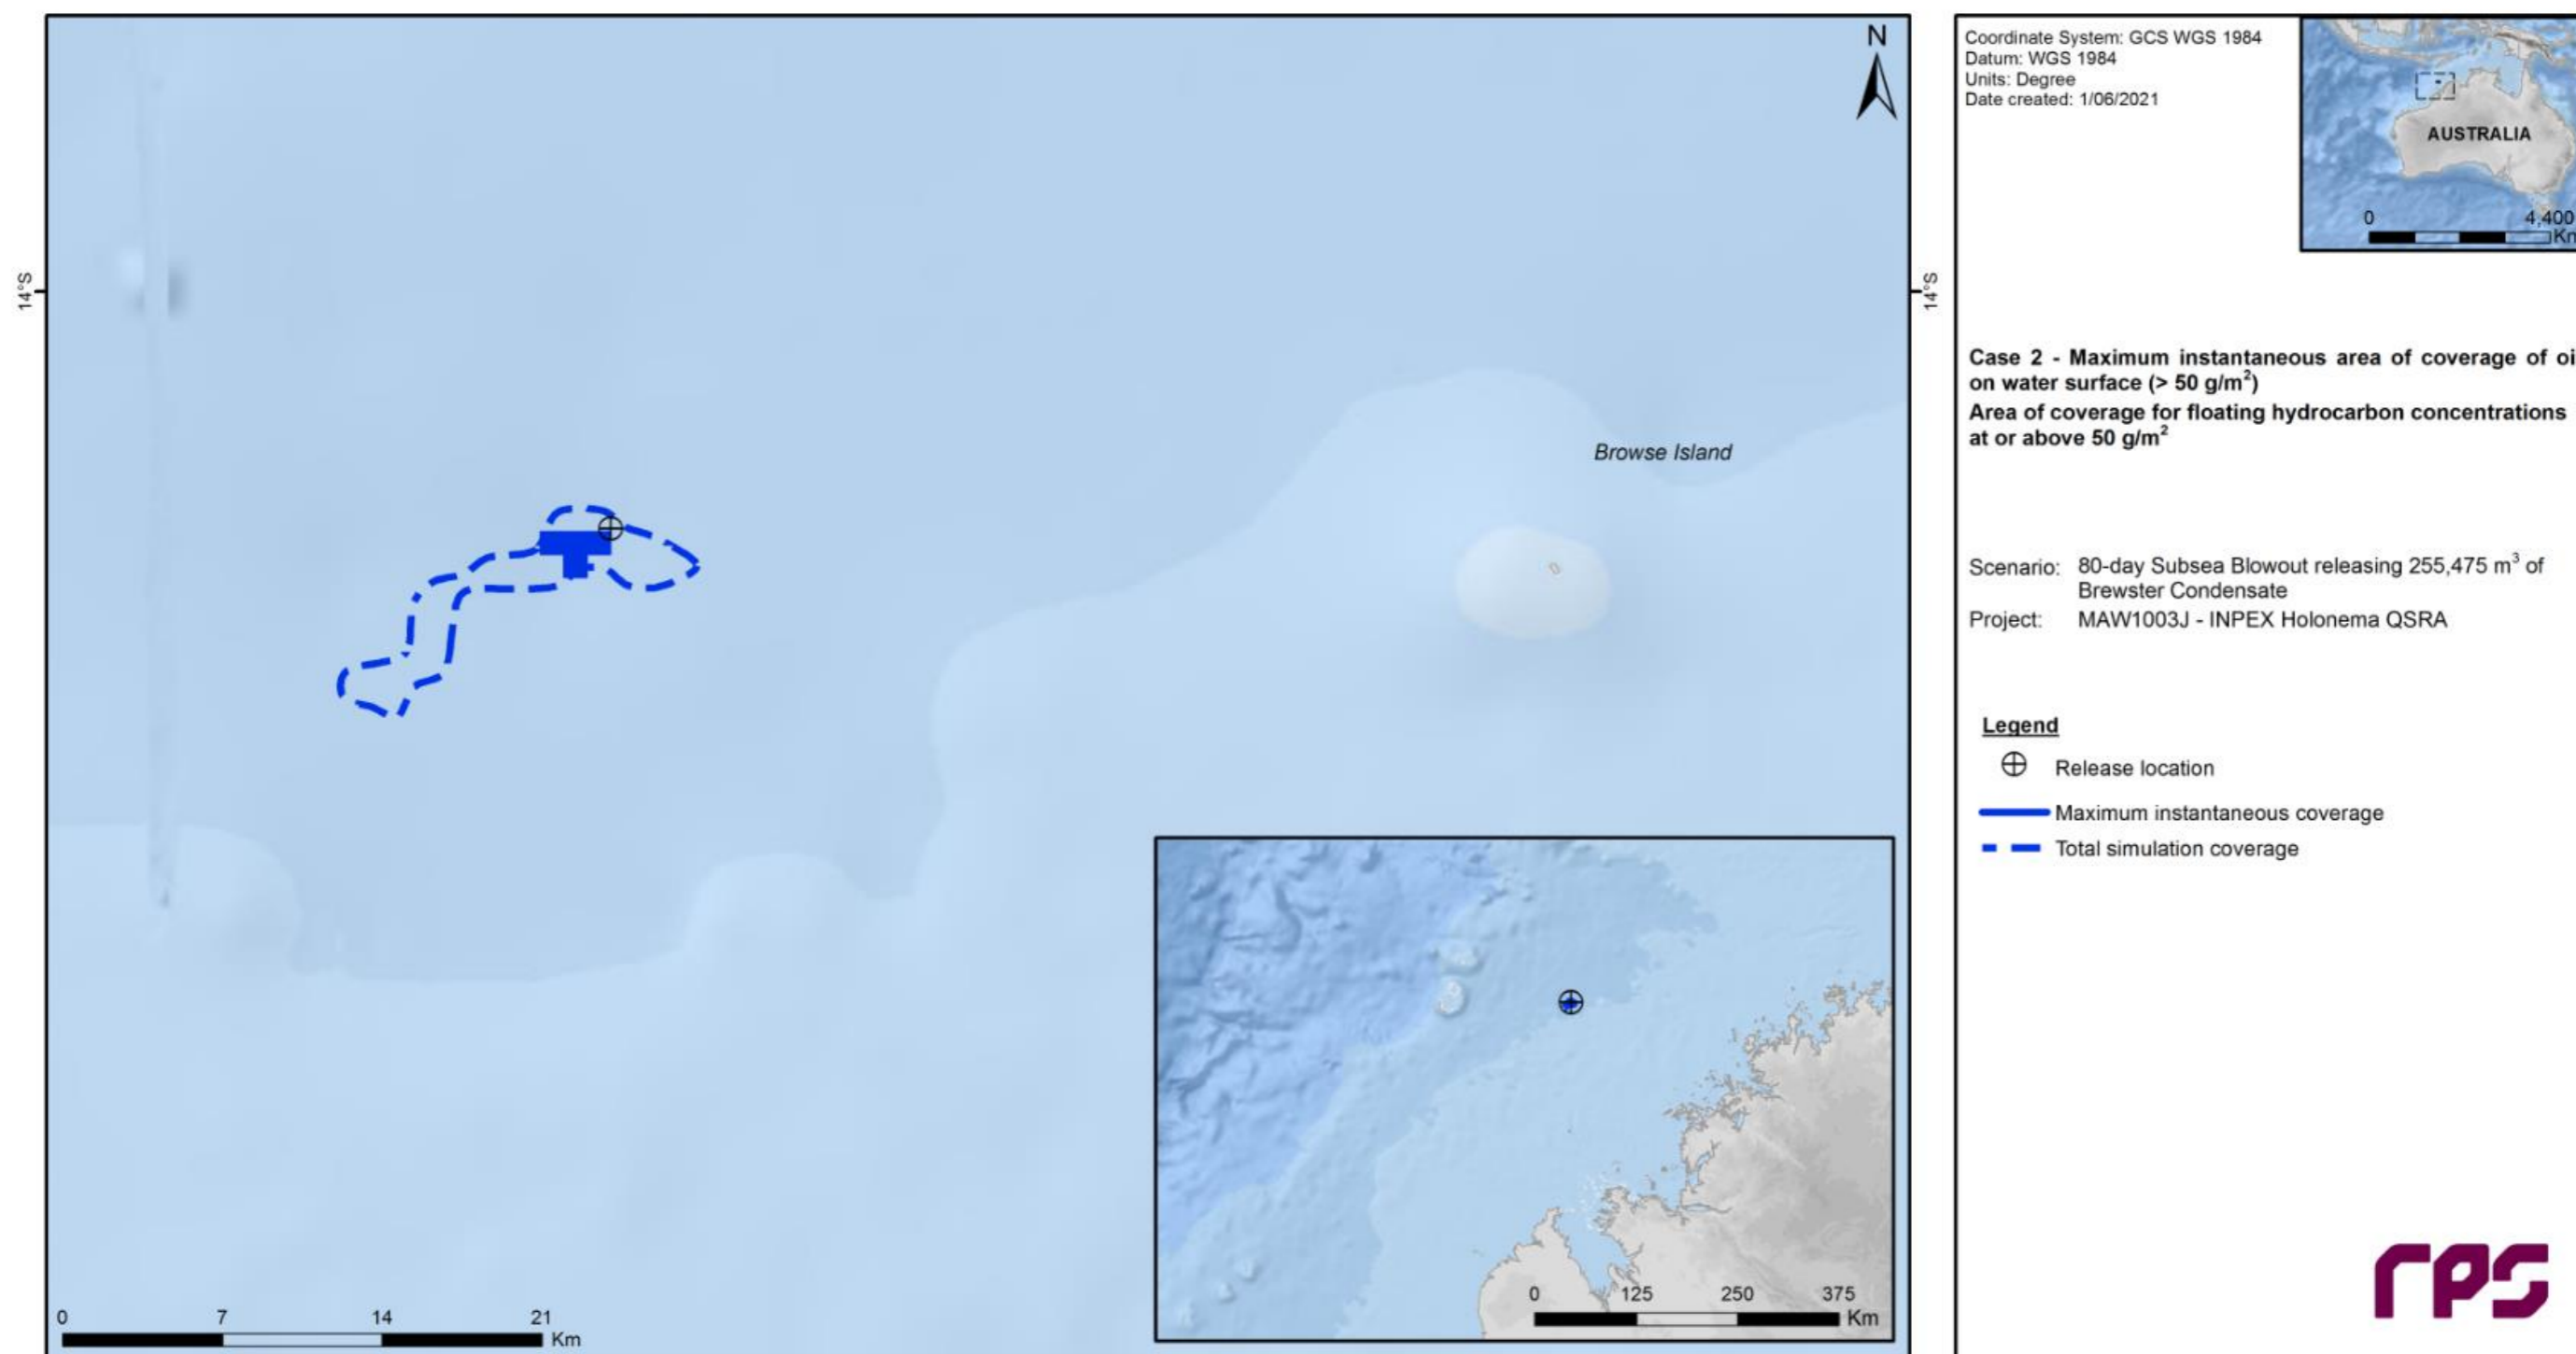 N
14°S
14°S
Browse Island
0 7 14 21 Km
0 125 250 375 Km
Coordinate System: GCS WGS 1984
Datum: WGS 1984
Units: Degree
Date created: 1/06/2021
AUSTRALIA
0 4,400
Km
Case 2 - Maximum instantaneous area of coverage of oi
on water surface (> 50 g/m²)
Area of coverage for floating hydrocarbon concentrations
at or above 50 g/m²
Scenario: 80-day Subsea Blowout releasing 255,475 m³ of
Brewster Condensate
Project: MAW1003J - INPEX Holonema QSRA
Legend
Release location
Maximum instantaneous coverage
Total simulation coverage
rps